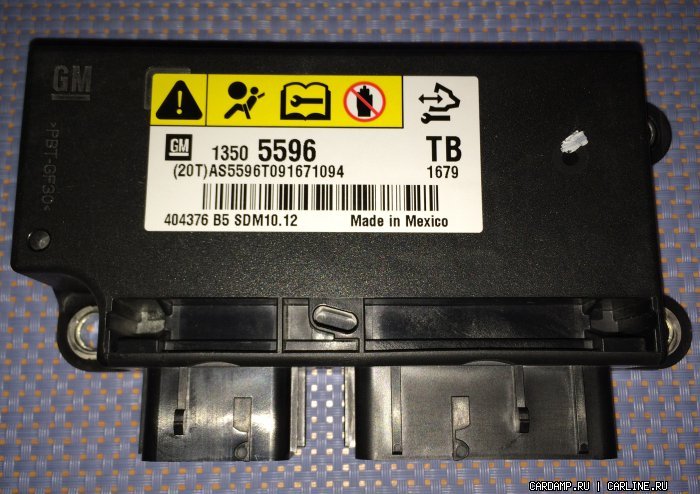 GM
>PBT-GF30<
GM 1350 5596 TB
(20T)AS5596T091671094 1679
404376 B5 SDM10.12 Made in Mexico
CARDAMP.RU | CARLINE.RU